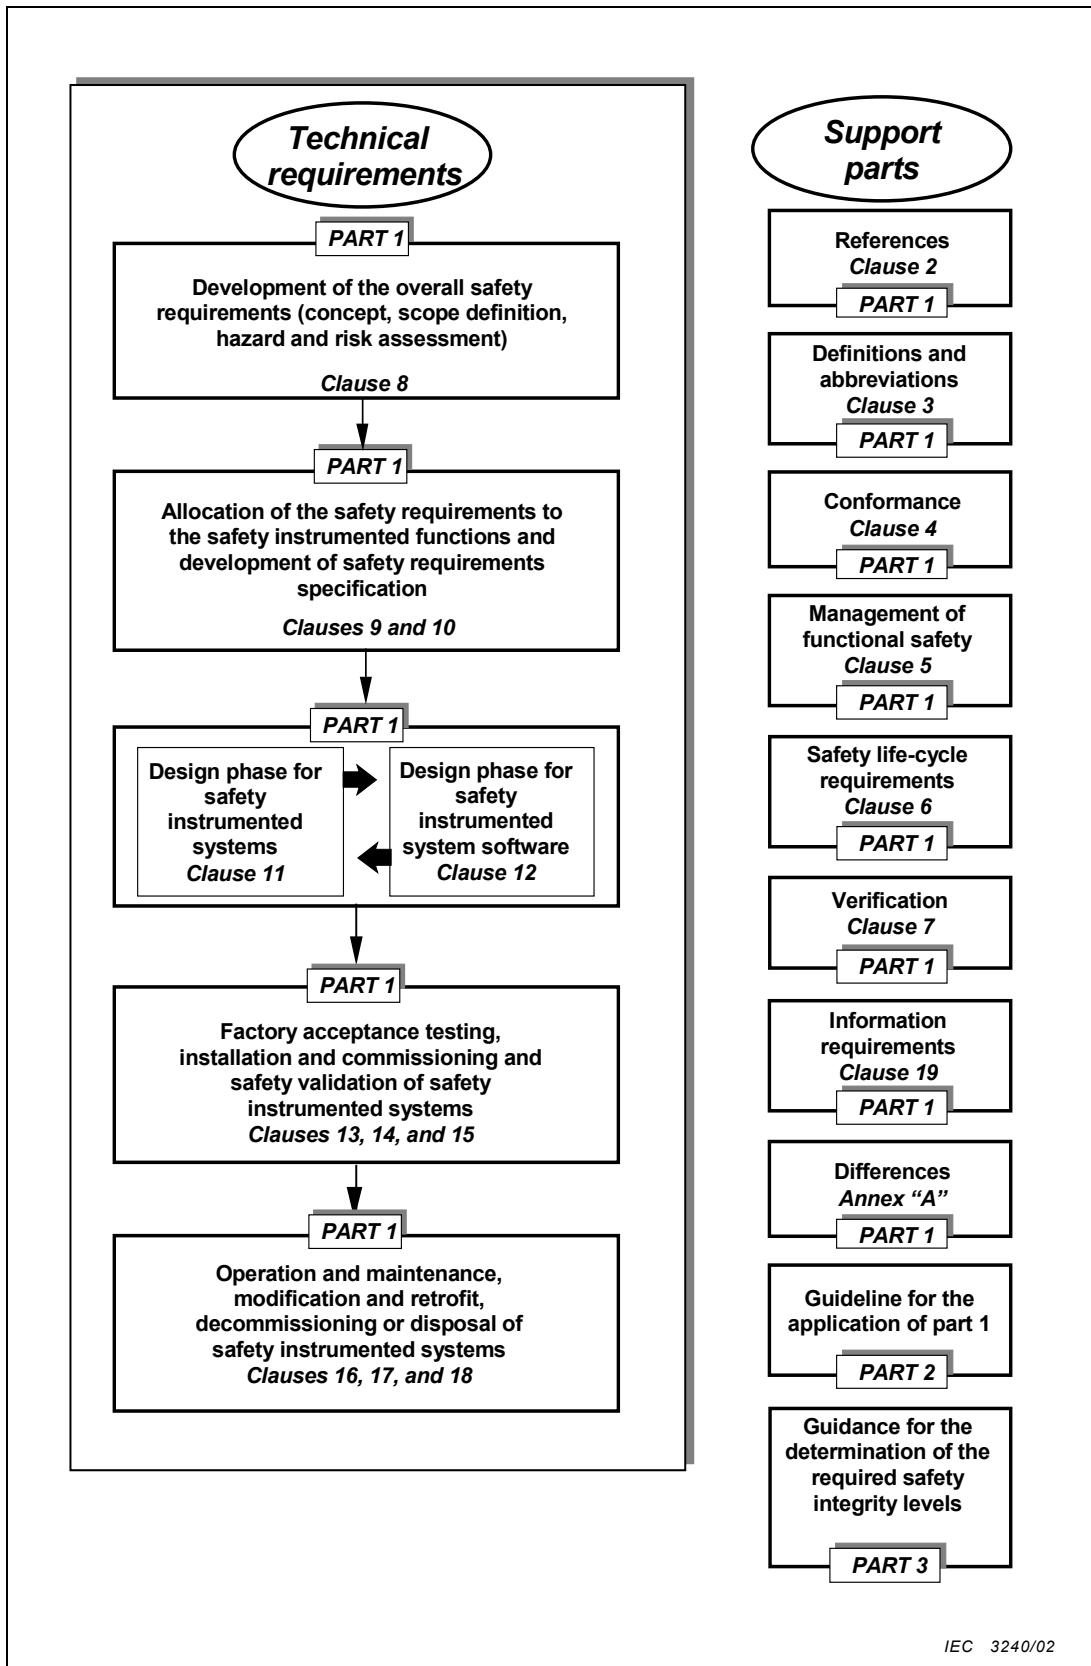 Technical
requirements
PART 1
Development of the overall safety
requirements (concept, scope definition,
hazard and risk assessment)
Clause 8
PART 1
Allocation of the safety requirements to
the safety instrumented functions and
development of safety requirements
specification
Clauses 9 and 10
PART 1
Design phase for
safety
instrumented
systems
Clause 11
Design phase for
safety
instrumented
system software
Clause 12
PART 1
Factory acceptance testing,
installation and commissioning and
safety validation of safety
instrumented systems
Clauses 13, 14, and 15
PART 1
Operation and maintenance,
modification and retrofit,
decommissioning or disposal of
safety instrumented systems
Clauses 16, 17, and 18
Support
parts
References
Clause 2
PART 1
Definitions and
abbreviations
Clause 3
PART 1
Conformance
Clause 4
PART 1
Management of
functional safety
Clause 5
PART 1
Safety life-cycle
requirements
Clause 6
PART 1
Verification
Clause 7
PART 1
Information
requirements
Clause 19
PART 1
Differences
Annex “A”
PART 1
Guideline for the
application of part 1
PART 2
Guidance for the
determination of the
required safety
integrity levels
PART 3
IEC 3240/02